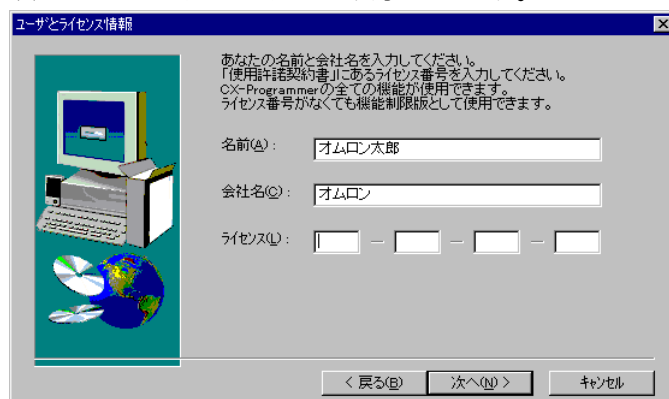 ユーザとライセンス情報
あなたの名前と会社名を入力してください。
「使用許諾契約書」にあるライセンス番号を入力してください。
CX-Programmerの全ての機能が使用できます。
ライセンス番号がなくても機能制限版として使用できます。
名前(A)： オムロン太郎
会社名(C)： オムロン
ライセンス(L)： － － －
< 戻る(B) 次へ(N) > キャンセル